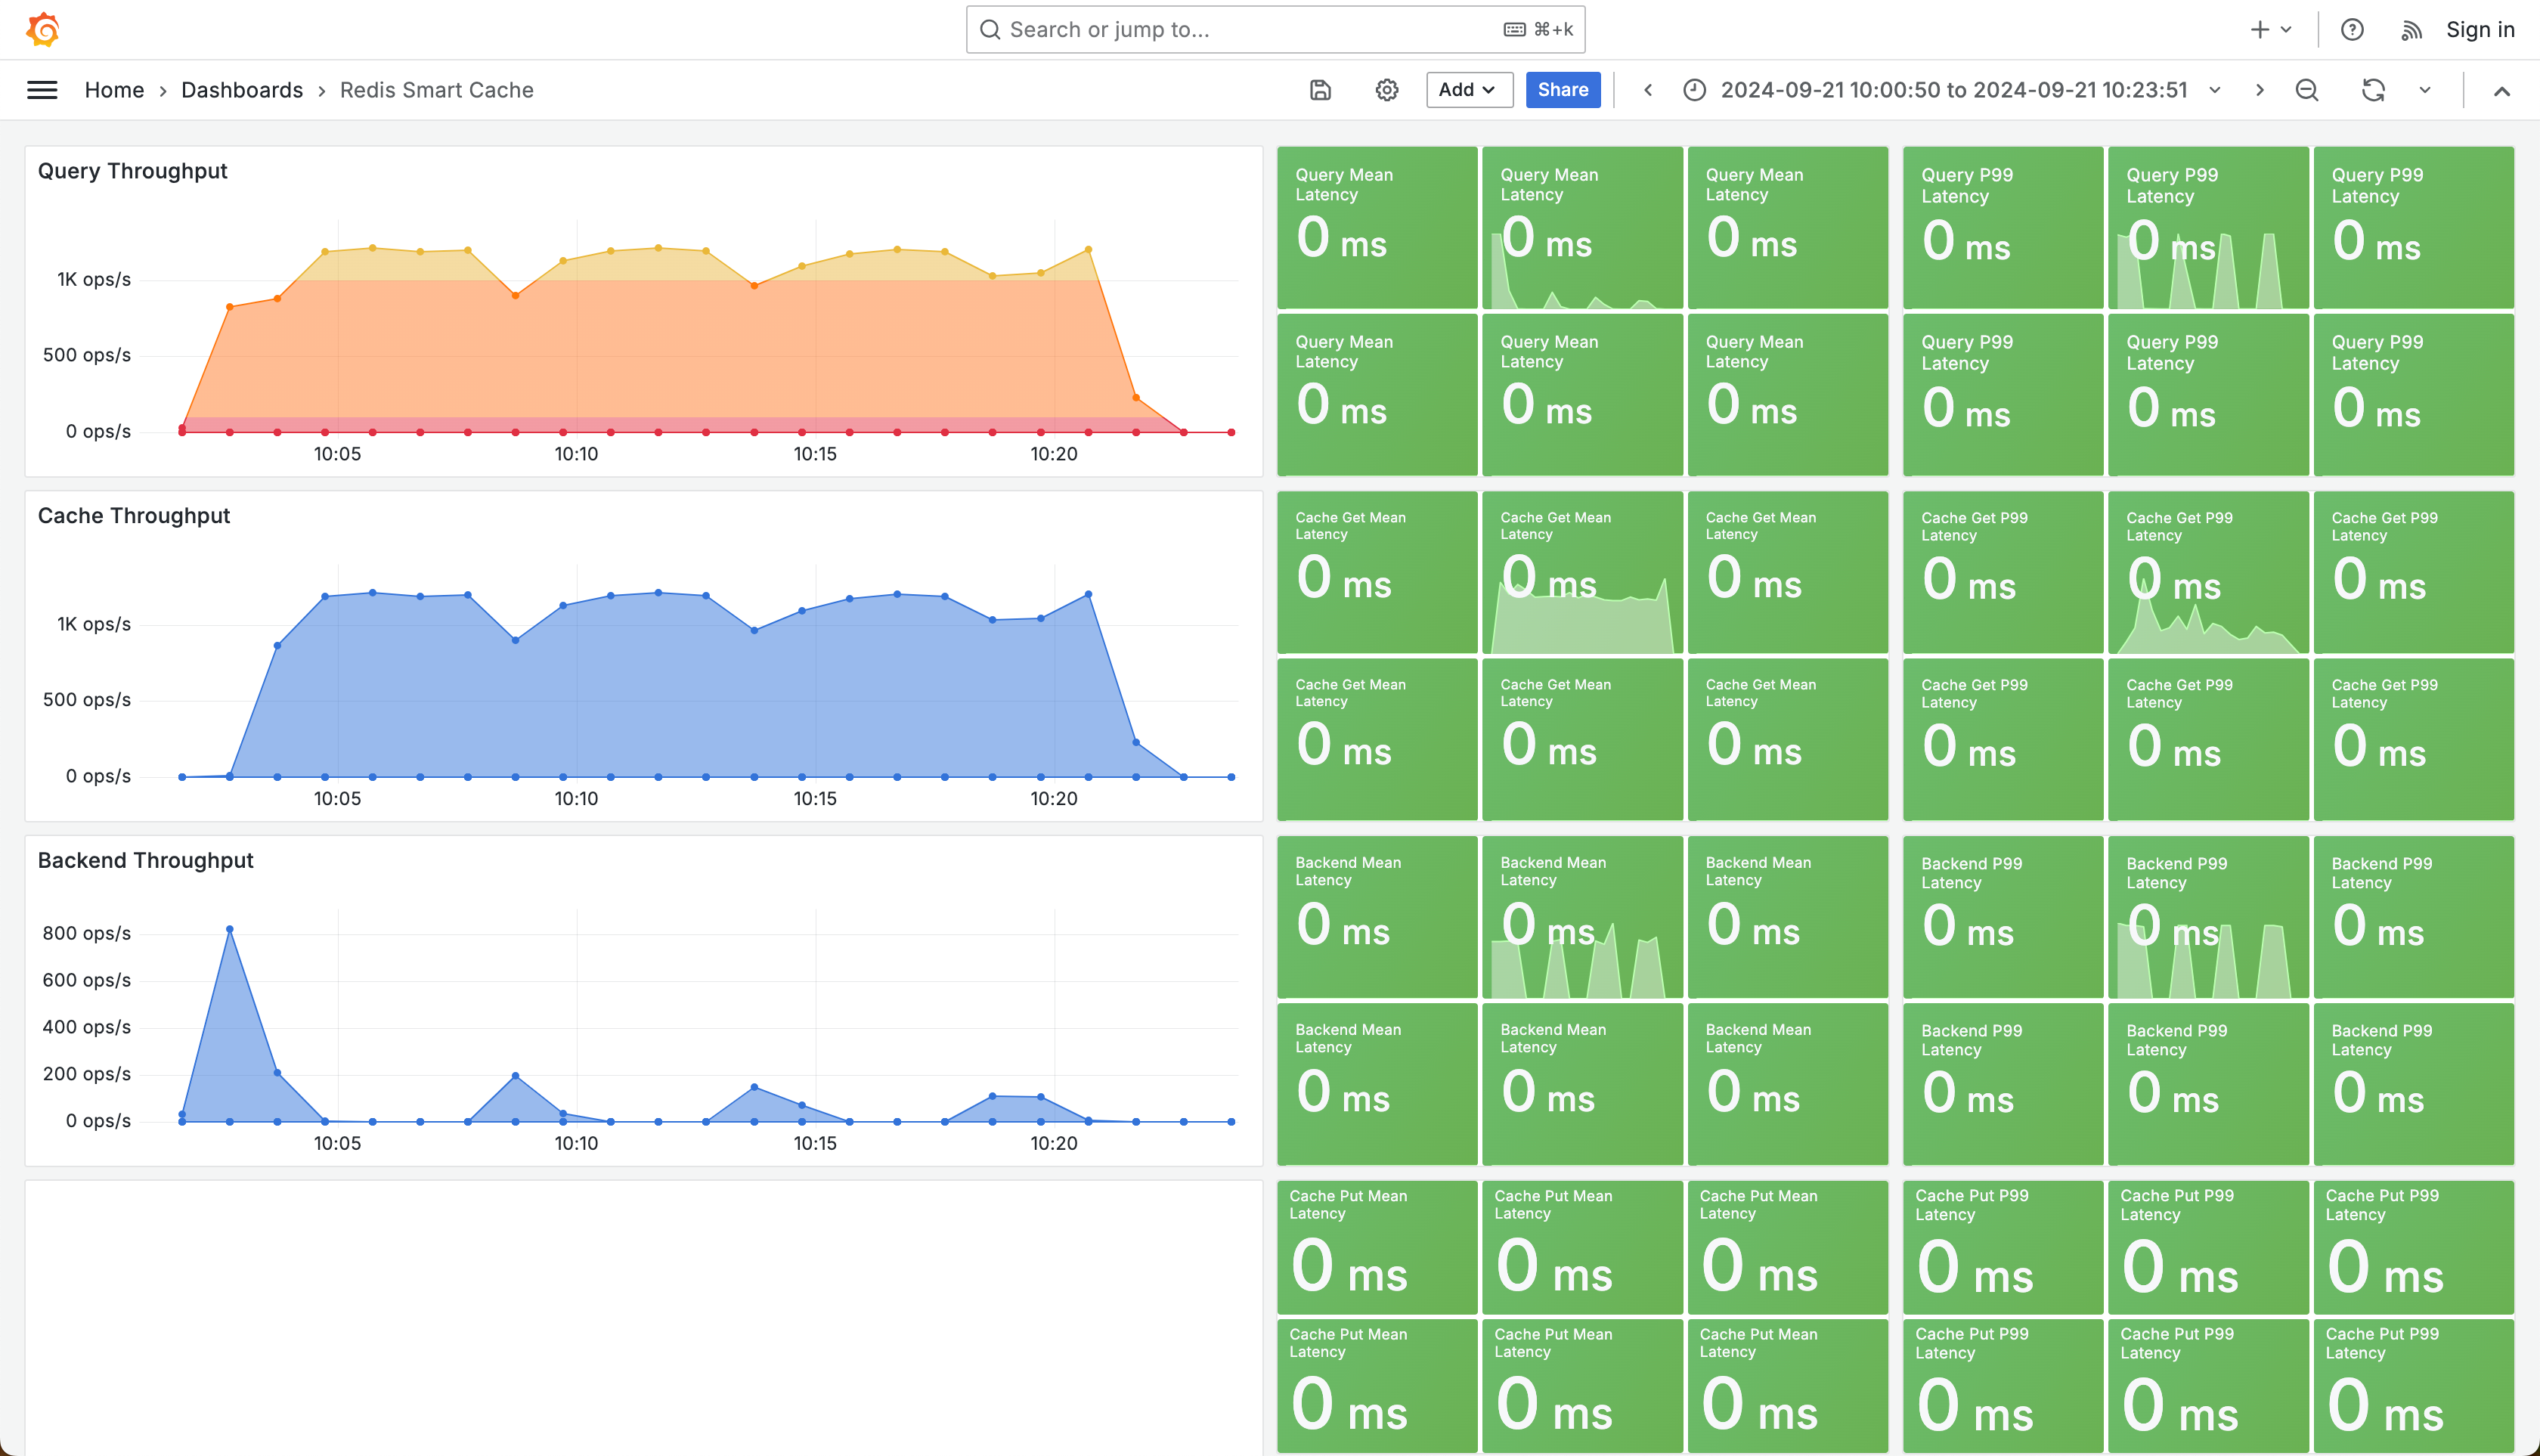 Search or jump to...
⌘+k
Sign in
Home › Dashboards › Redis Smart Cache
Add
Share
2024-09-21 10:00:50 to 2024-09-21 10:23:51
Query Throughput
1K ops/s
500 ops/s
0 ops/s
10:05 10:10 10:15 10:20
Query Mean Latency
0 ms
Query Mean Latency
0 ms
Query Mean Latency
0 ms
Query Mean Latency
0 ms
Query Mean Latency
0 ms
Query Mean Latency
0 ms
Query P99 Latency
0 ms
Query P99 Latency
0 ms
Query P99 Latency
0 ms
Query P99 Latency
0 ms
Query P99 Latency
0 ms
Query P99 Latency
0 ms
Cache Throughput
1K ops/s
500 ops/s
0 ops/s
10:05 10:10 10:15 10:20
Cache Get Mean Latency
0 ms
Cache Get Mean Latency
0 ms
Cache Get Mean Latency
0 ms
Cache Get Mean Latency
0 ms
Cache Get Mean Latency
0 ms
Cache Get Mean Latency
0 ms
Cache Get P99 Latency
0 ms
Cache Get P99 Latency
0 ms
Cache Get P99 Latency
0 ms
Cache Get P99 Latency
0 ms
Cache Get P99 Latency
0 ms
Cache Get P99 Latency
0 ms
Backend Throughput
800 ops/s
600 ops/s
400 ops/s
200 ops/s
0 ops/s
10:05 10:10 10:15 10:20
Backend Mean Latency
0 ms
Backend Mean Latency
0 ms
Backend Mean Latency
0 ms
Backend Mean Latency
0 ms
Backend Mean Latency
0 ms
Backend Mean Latency
0 ms
Backend P99 Latency
0 ms
Backend P99 Latency
0 ms
Backend P99 Latency
0 ms
Backend P99 Latency
0 ms
Backend P99 Latency
0 ms
Backend P99 Latency
0 ms
Cache Put Mean Latency
0 ms
Cache Put Mean Latency
0 ms
Cache Put Mean Latency
0 ms
Cache Put Mean Latency
0 ms
Cache Put Mean Latency
0 ms
Cache Put Mean Latency
0 ms
Cache Put P99 Latency
0 ms
Cache Put P99 Latency
0 ms
Cache Put P99 Latency
0 ms
Cache Put P99 Latency
0 ms
Cache Put P99 Latency
0 ms
Cache Put P99 Latency
0 ms